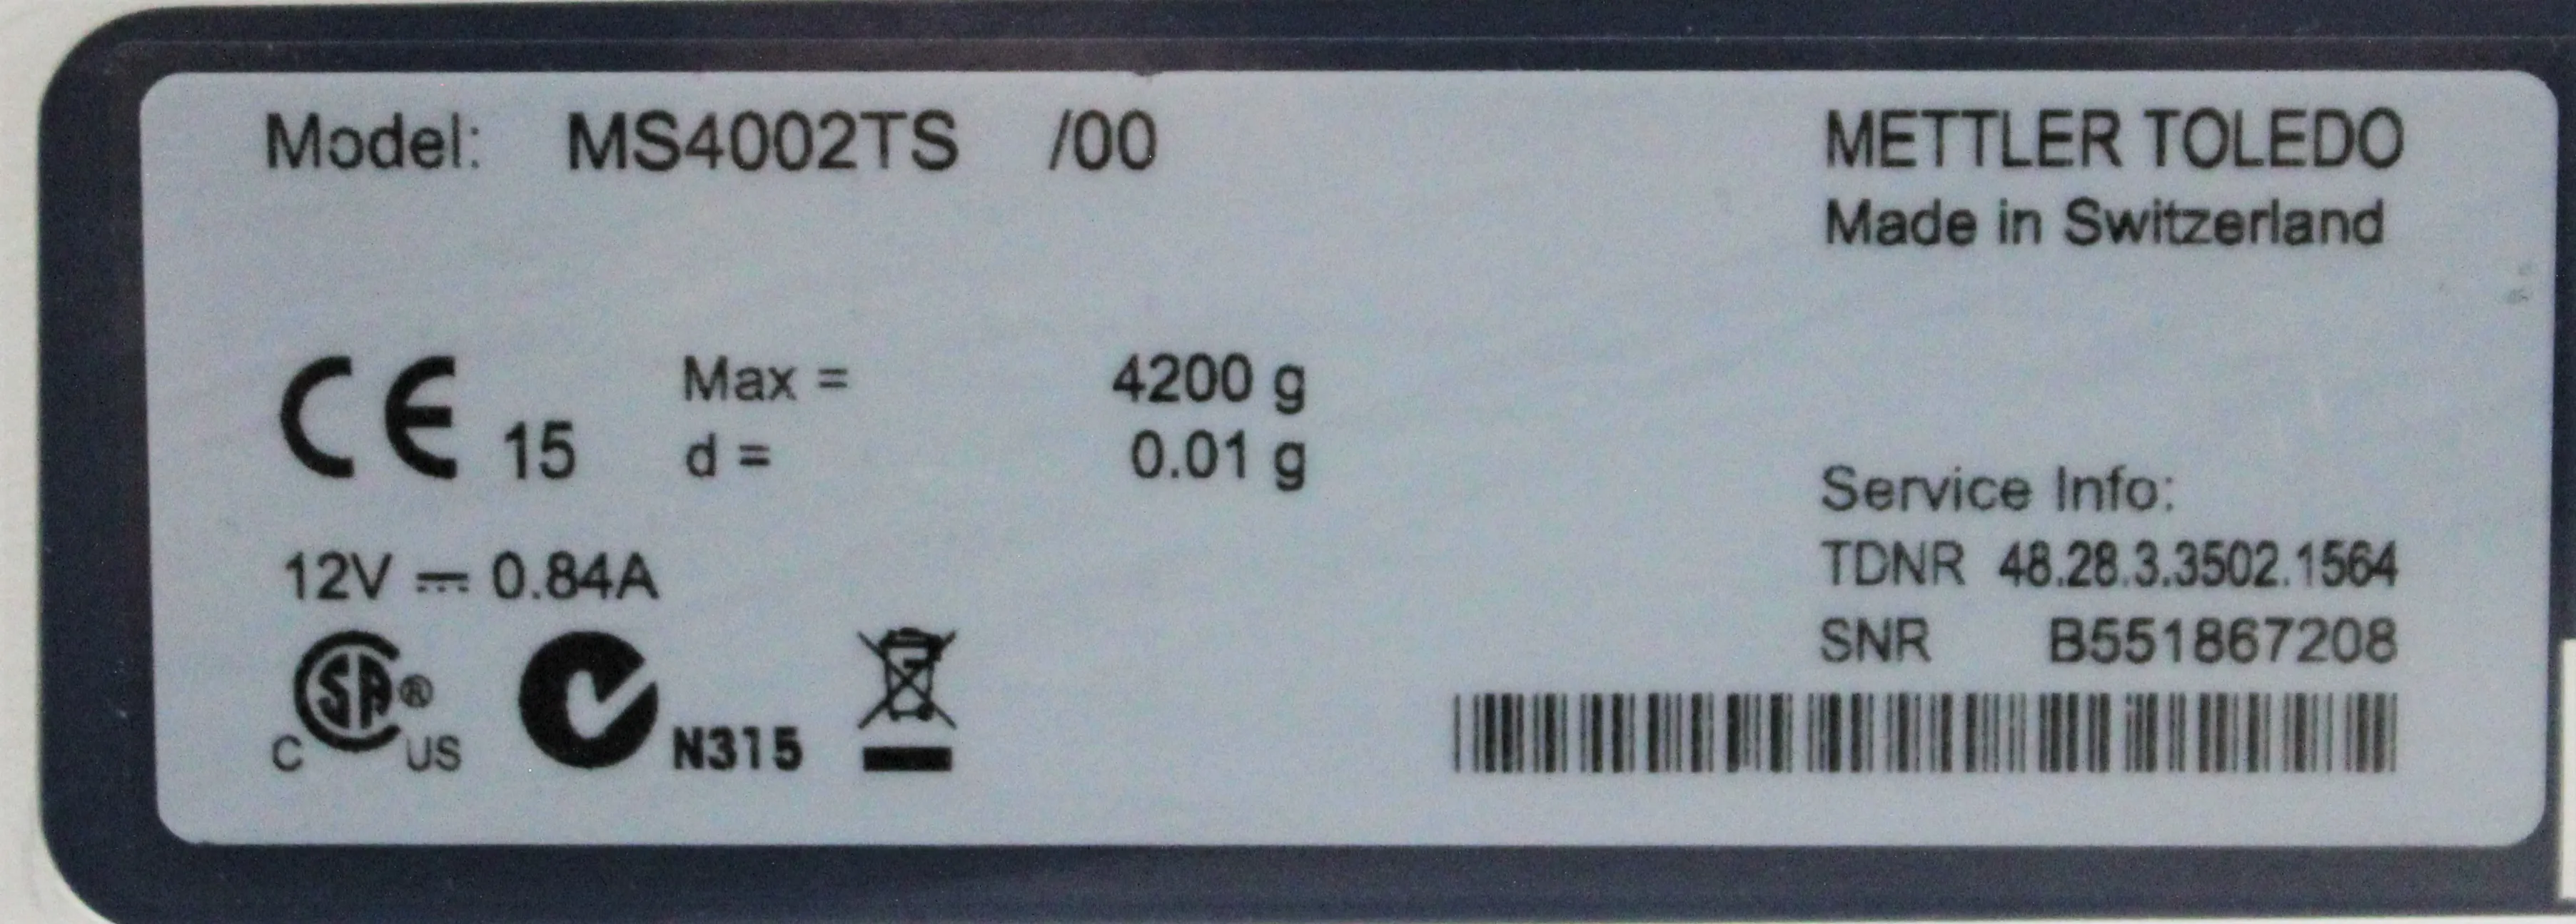 Model: MS4002TS /00
METTLER TOLEDO
Made in Switzerland
CE 15
Max = 4200 g
d = 0.01 g
12V ⎓ 0.84A
Service Info:
TDNR 48.28.3.3502.1564
SNR B551867208
C SA® US
N315